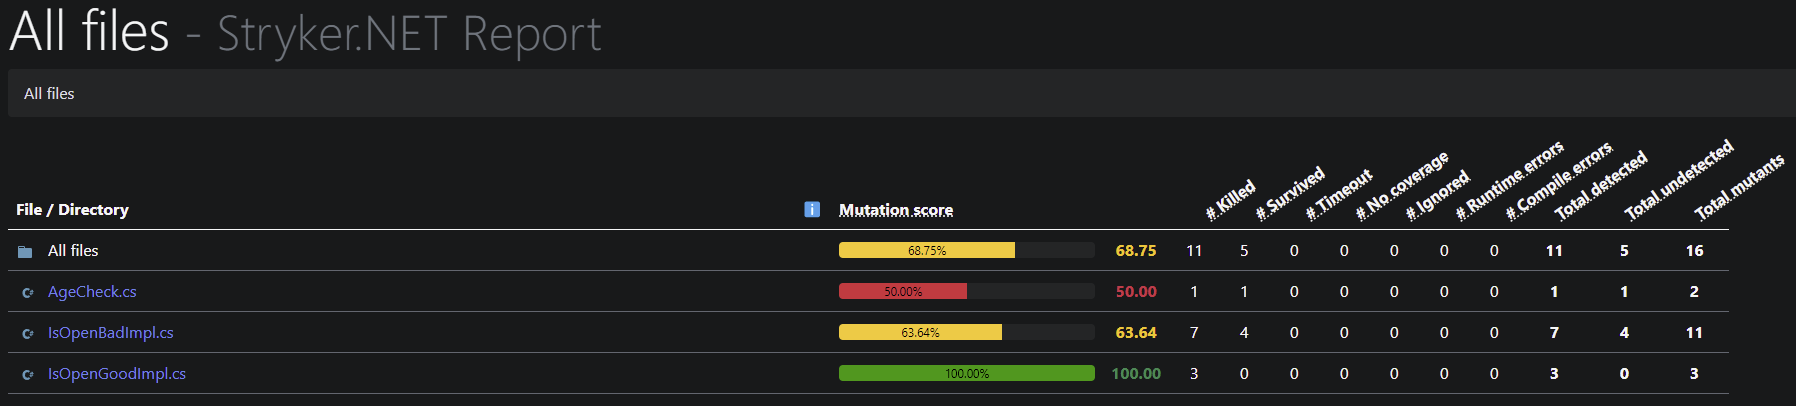 All files - Stryker.NET Report
All files
File / Directory i Mutation score # Killed # Survived # Timeout # No coverage # Ignored # Runtime errors # Compile errors Total detected Total undetected Total mutants
All files 68.75% 68.75 11 5 0 0 0 0 0 11 5 16
C# AgeCheck.cs 50.00% 50.00 1 1 0 0 0 0 0 1 1 2
C# IsOpenBadImpl.cs 63.64% 63.64 7 4 0 0 0 0 0 7 4 11
C# IsOpenGoodImpl.cs 100.00% 100.00 3 0 0 0 0 0 0 3 0 3